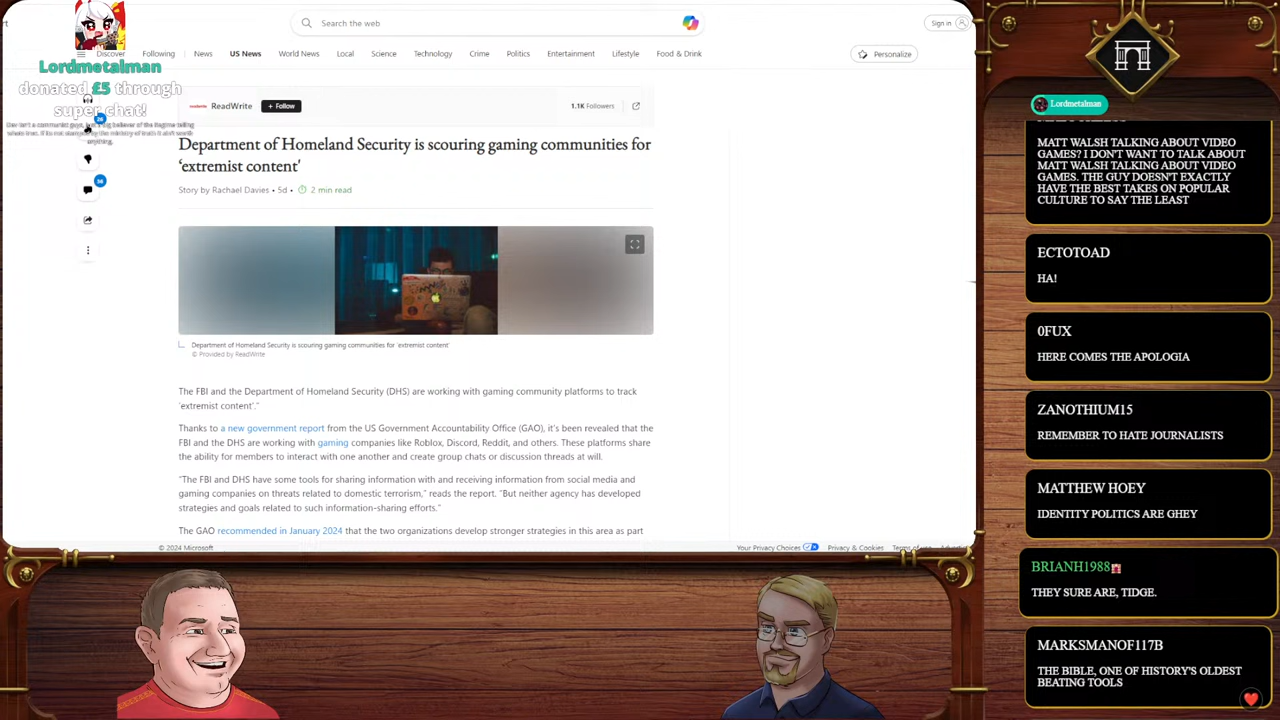 Search the web
Sign in
Discover
Following
News
US News
World News
Local
Science
Technology
Crime
Politics
Entertainment
Lifestyle
Food & Drink
Personalize
Lordmetalman
donated £5 through
super chat!
ReadWrite
+ Follow
1.1K Followers
Department of Homeland Security is scouring gaming communities for
‘extremist content'
Story by Rachael Davies • 5d •
2 min read
Department of Homeland Security is scouring gaming communities for 'extremist content'
© Provided by ReadWrite
The FBI and the Department of Homeland Security (DHS) are working with gaming community platforms to track
'extremist content'.”
Thanks to a new government report from the US Government Accountability Office (GAO), it's been revealed that the
FBI and the DHS are working with gaming companies like Roblox, Discord, Reddit, and others. These platforms share
the ability for members to interact with one another and create group chats or discussion threads at will.
“The FBI and DHS have some tools for sharing information with and receiving information from social media and
gaming companies on threats related to domestic terrorism,” reads the report. “But neither agency has developed
strategies and goals related to such information-sharing efforts.”
The GAO recommended in January 2024 that the two organizations develop stronger strategies in this area as part
© 2024 Microsoft
Your Privacy Choices
Privacy & Cookies
Terms of use
Lordmetalman
MATT WALSH TALKING ABOUT VIDEO
GAMES? I DON'T WANT TO TALK ABOUT
MATT WALSH TALKING ABOUT VIDEO
GAMES. THE GUY DOESN'T EXACTLY
HAVE THE BEST TAKES ON POPULAR
CULTURE TO SAY THE LEAST
ECTOTOAD
HA!
0FUX
HERE COMES THE APOLOGIA
ZANOTHIUM15
REMEMBER TO HATE JOURNALISTS
MATTHEW HOEY
IDENTITY POLITICS ARE GHEY
BRIANH1988
THEY SURE ARE, TIDGE.
MARKSMANOF117B
THE BIBLE, ONE OF HISTORY'S OLDEST
BEATING TOOLS